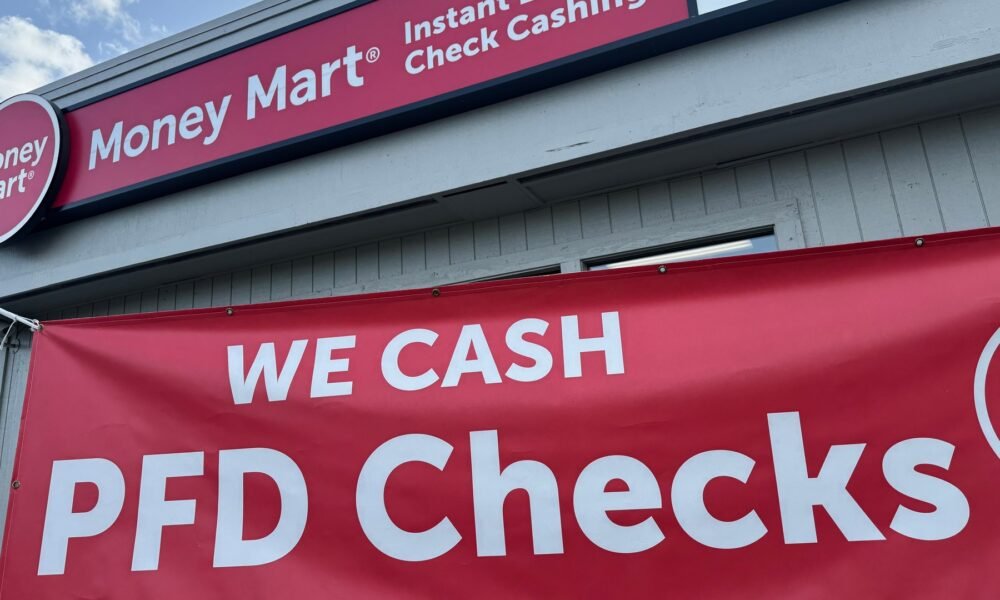 Money Mart®
Instant
Check Cashing
oney
art®
WE CASH
PFD Checks